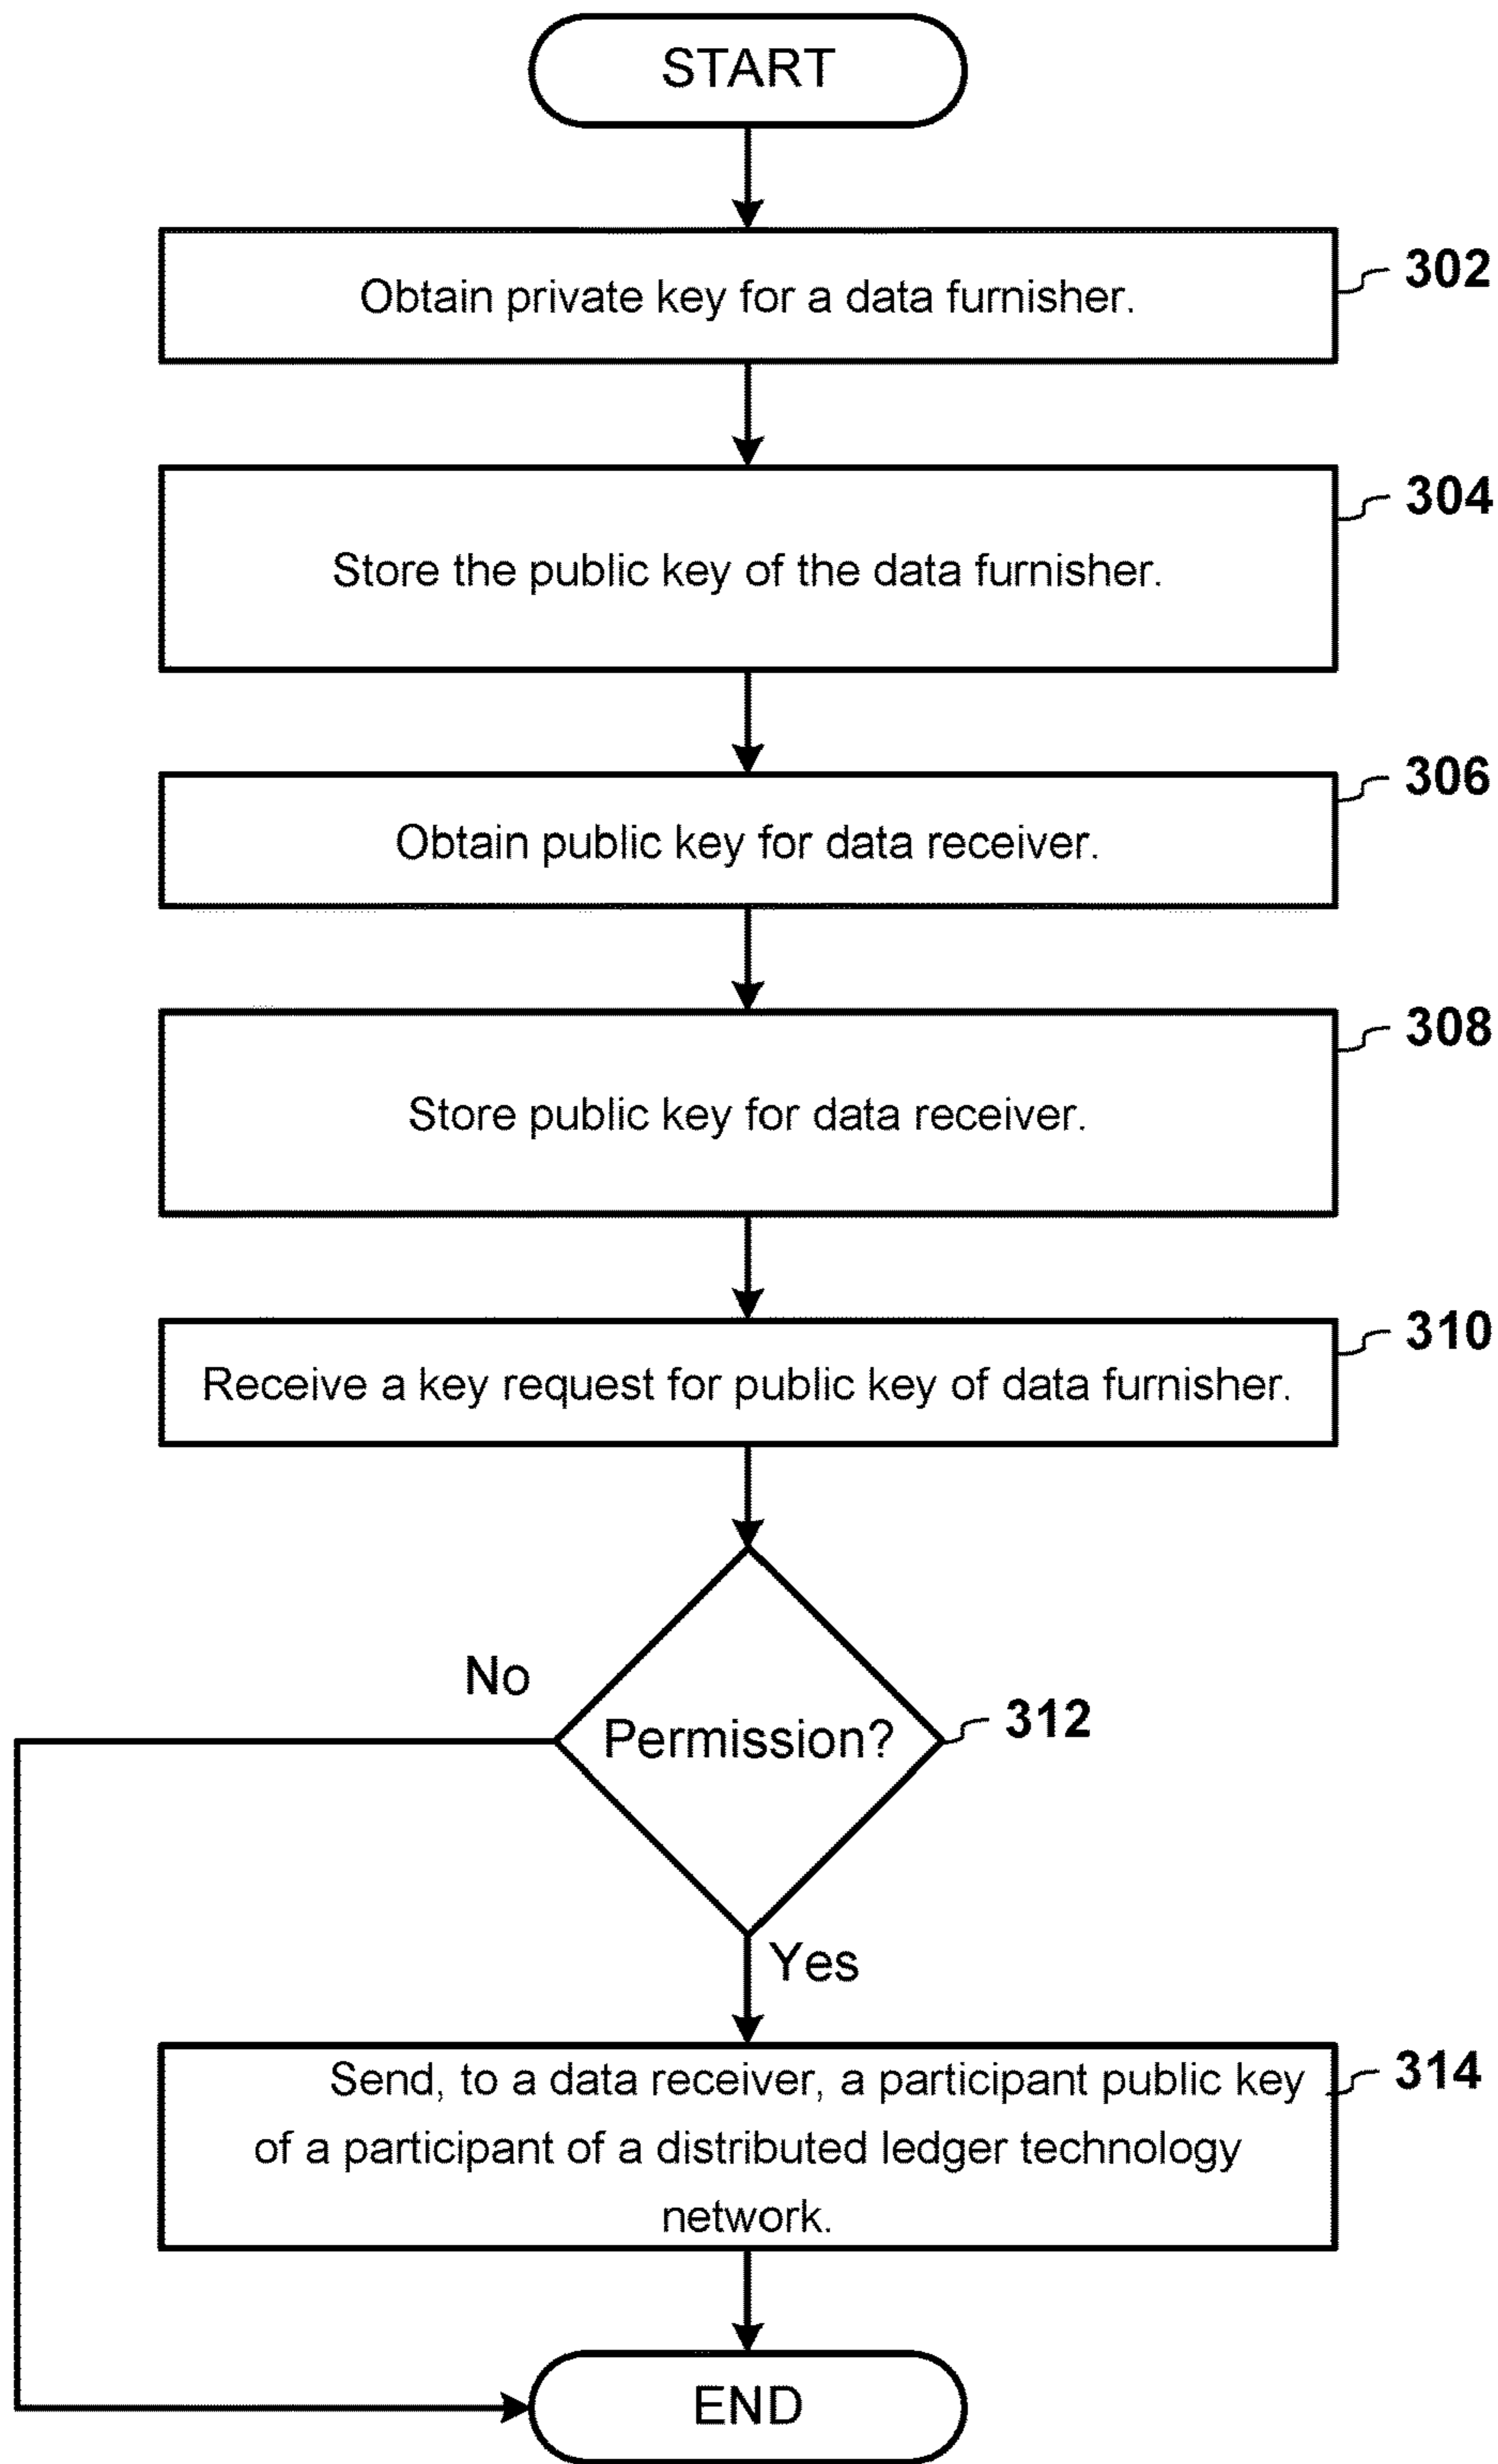 START
Obtain private key for a data furnisher.
302
Store the public key of the data furnisher.
304
Obtain public key for data receiver.
306
Store public key for data receiver.
308
Receive a key request for public key of data furnisher.
310
No
Permission?
312
Yes
Send, to a data receiver, a participant public key
of a participant of a distributed ledger technology
network.
314
END